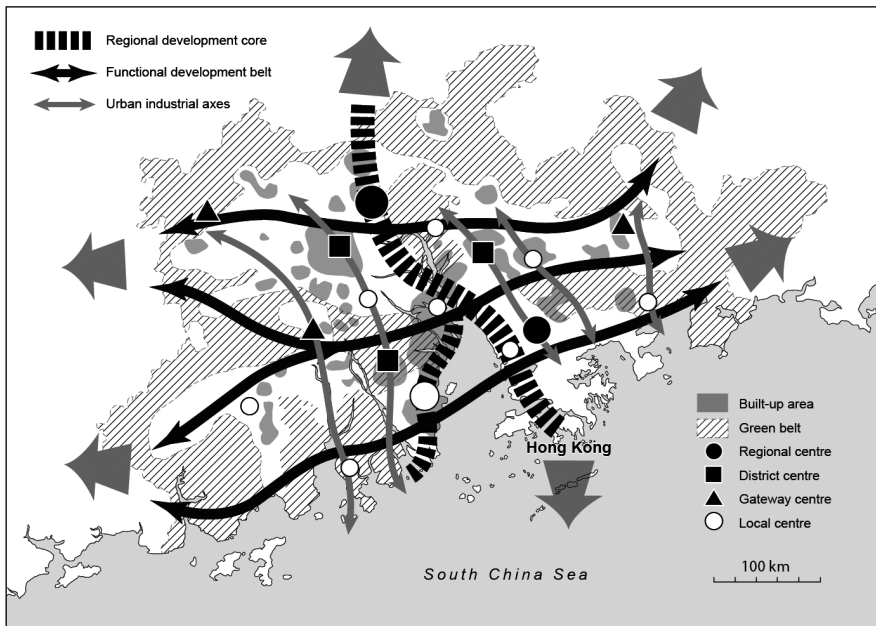 Regional development core
Functional development belt
Urban industrial axes
Hong Kong
Built-up area
Green belt
Regional centre
District centre
Gateway centre
Local centre
South China Sea
100 km